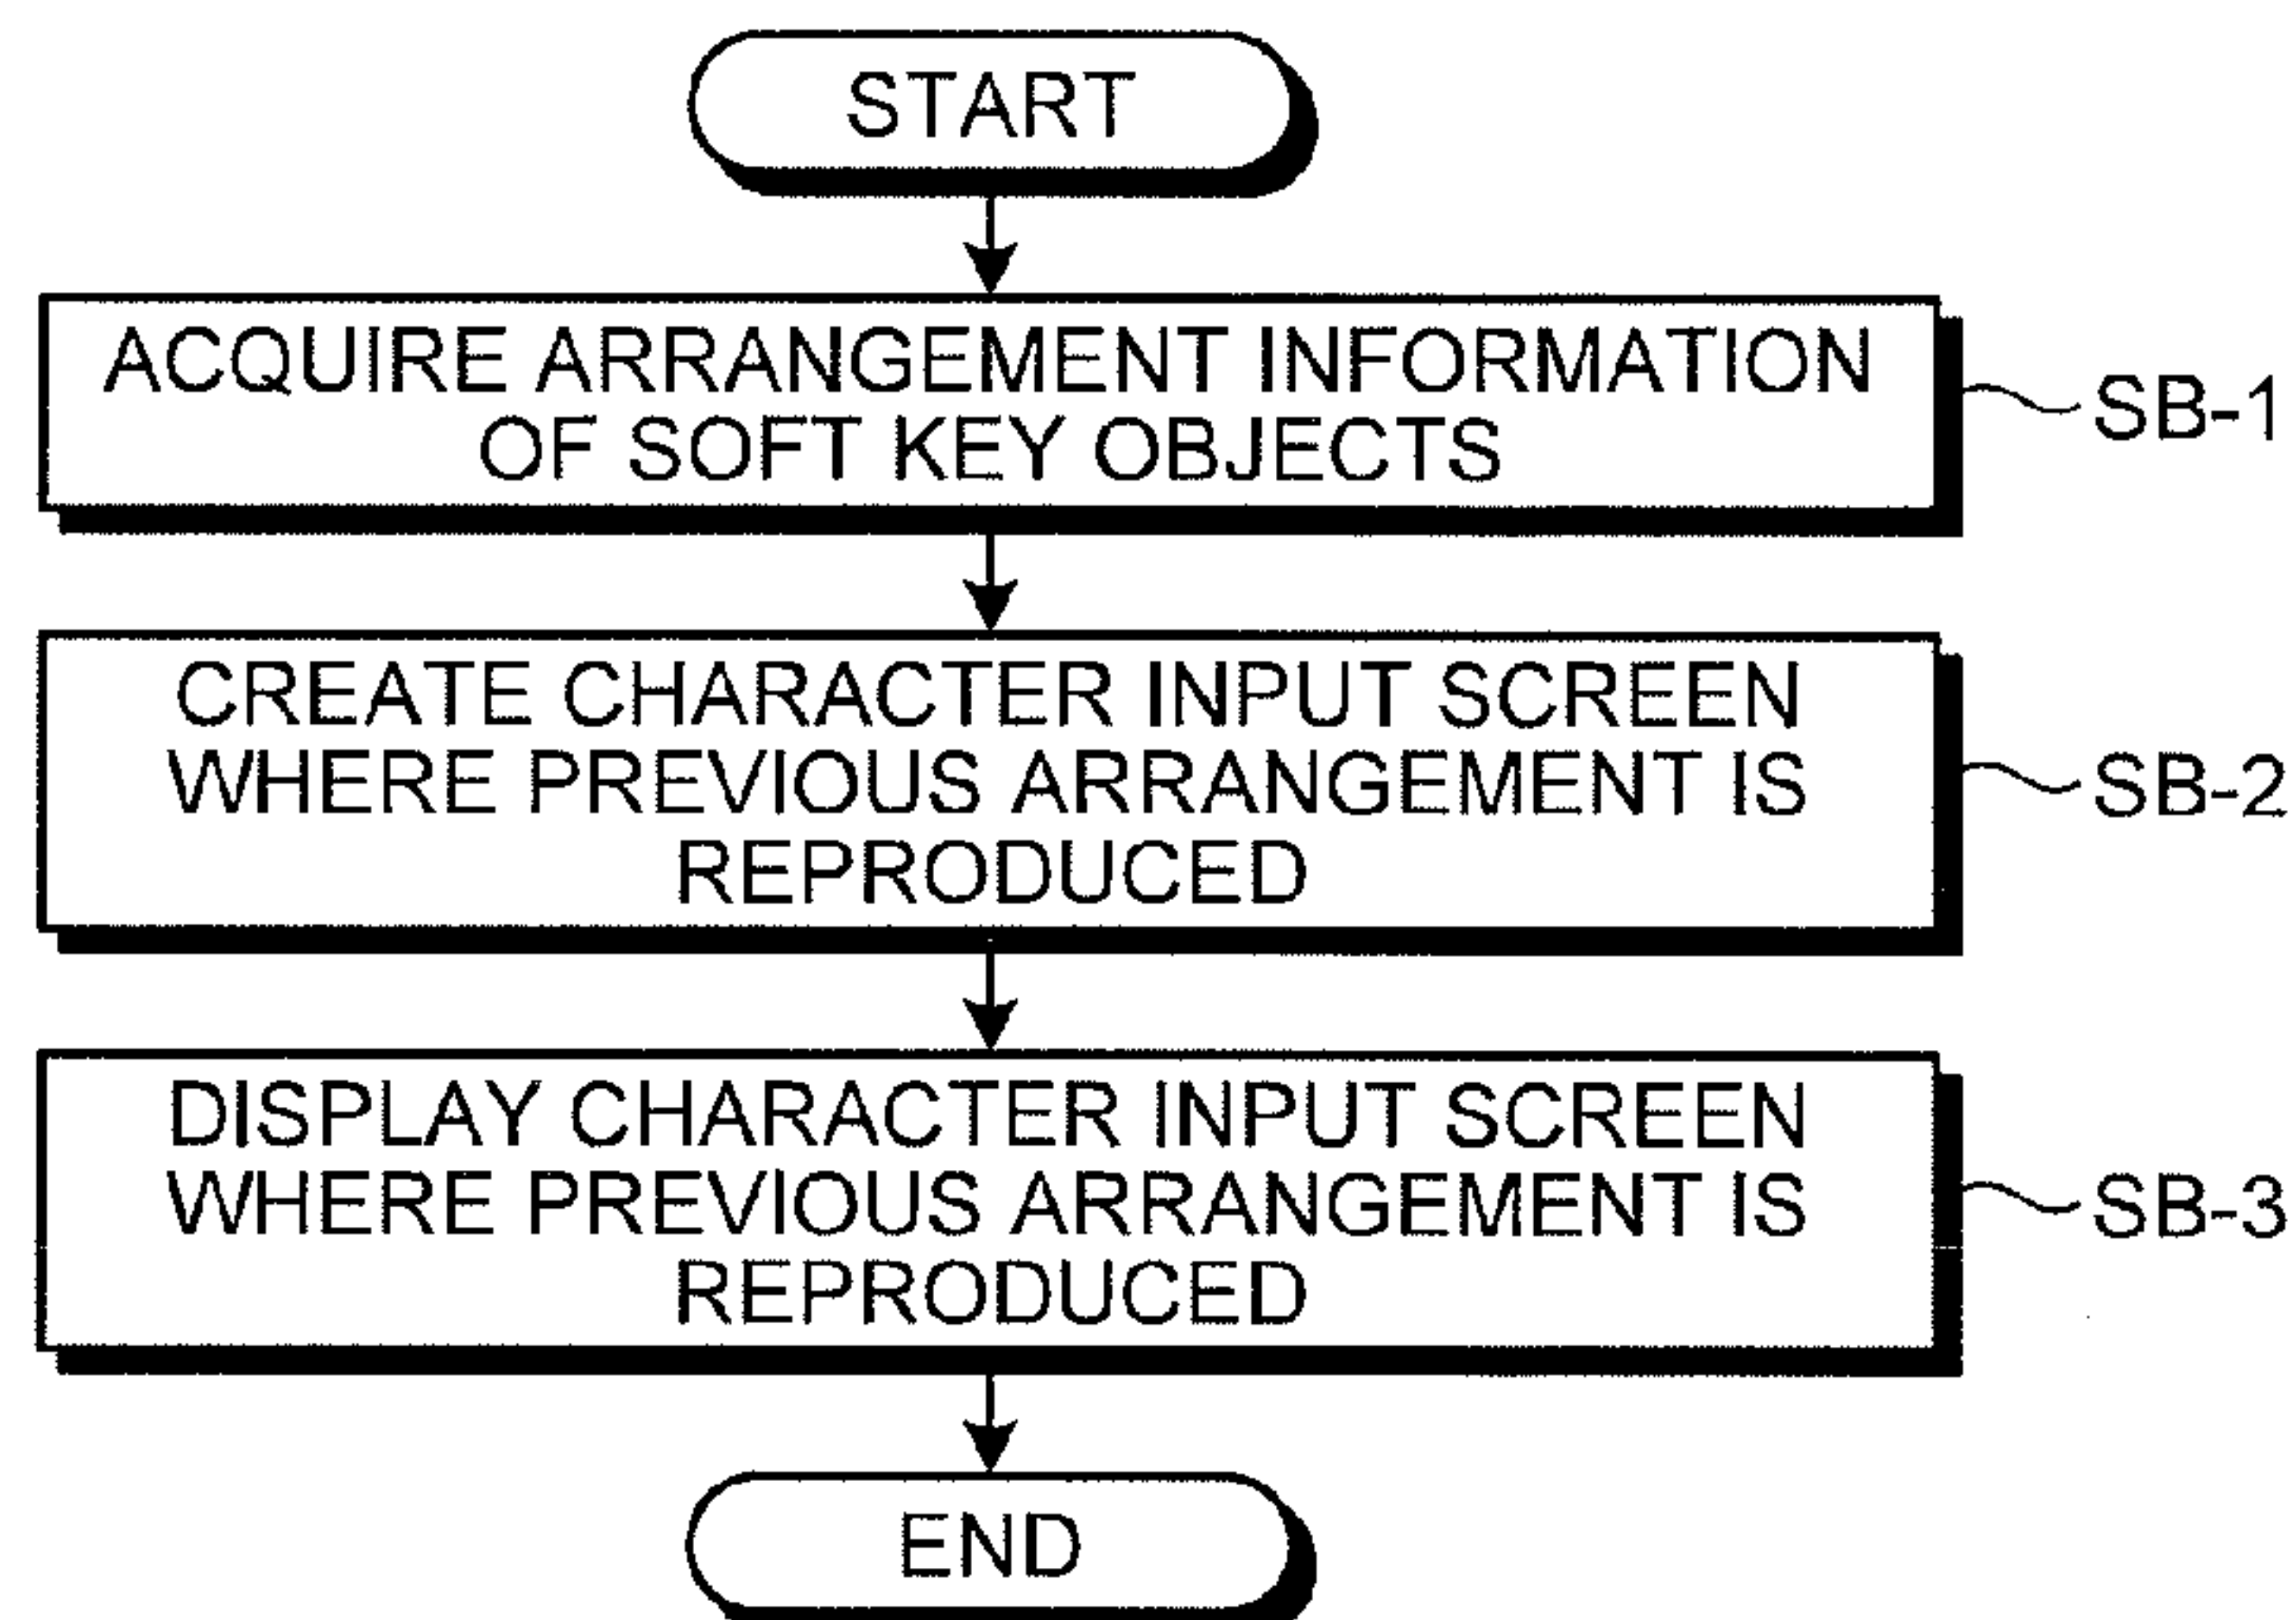 START
ACQUIRE ARRANGEMENT INFORMATION
OF SOFT KEY OBJECTS
SB-1
CREATE CHARACTER INPUT SCREEN
WHERE PREVIOUS ARRANGEMENT IS
REPRODUCED
SB-2
DISPLAY CHARACTER INPUT SCREEN
WHERE PREVIOUS ARRANGEMENT IS
REPRODUCED
SB-3
END